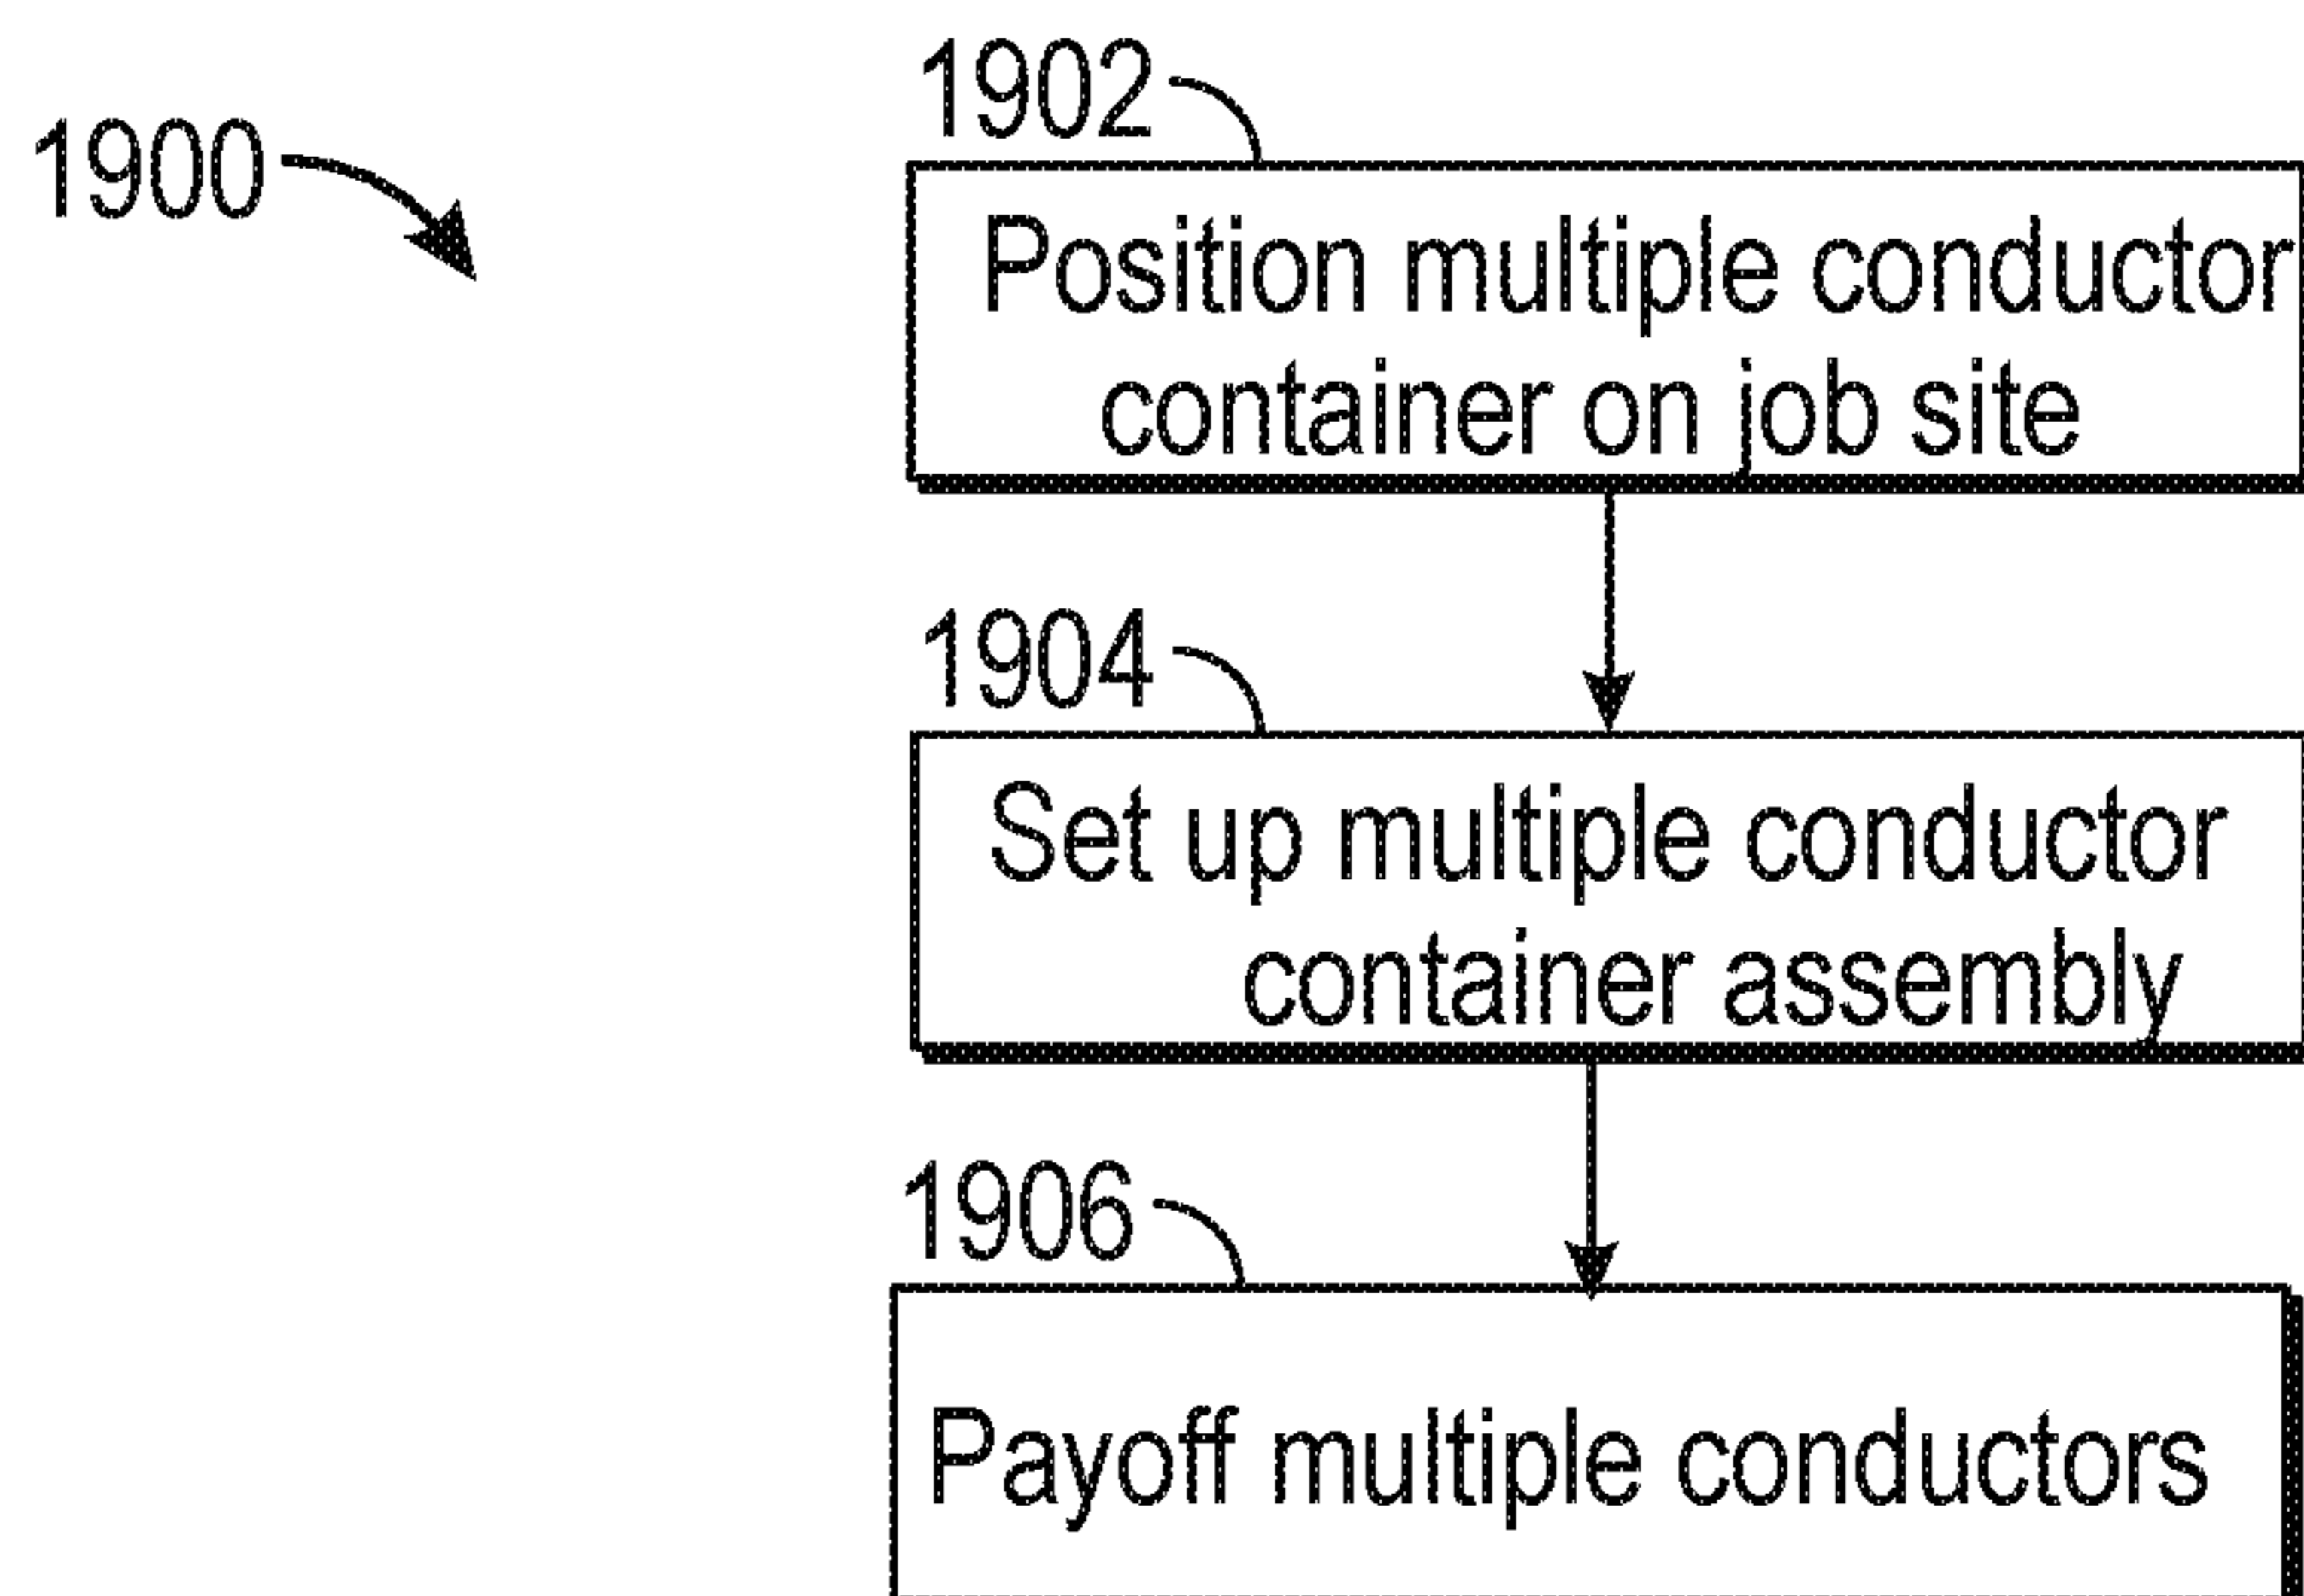 1900
1902
Position multiple conductor
container on job site
1904
Set up multiple conductor
container assembly
1906
Payoff multiple conductors